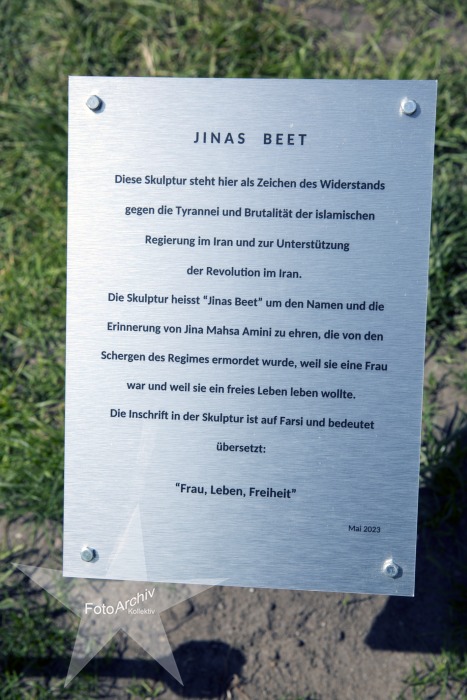 JINAS BEET
Diese Skulptur steht hier als Zeichen des Widerstands
gegen die Tyrannei und Brutalität der islamischen
Regierung im Iran und zur Unterstützung
der Revolution im Iran.
Die Skulptur heisst “Jinas Beet” um den Namen und die
Erinnerung von Jina Mahsa Amini zu ehren, die von den
Schergen des Regimes ermordet wurde, weil sie eine Frau
war und weil sie ein freies Leben leben wollte.
Die Inschrift in der Skulptur ist auf Farsi und bedeutet
übersetzt:
“Frau, Leben, Freiheit”
Mai 2023
FotoArchiv
Kollektiv